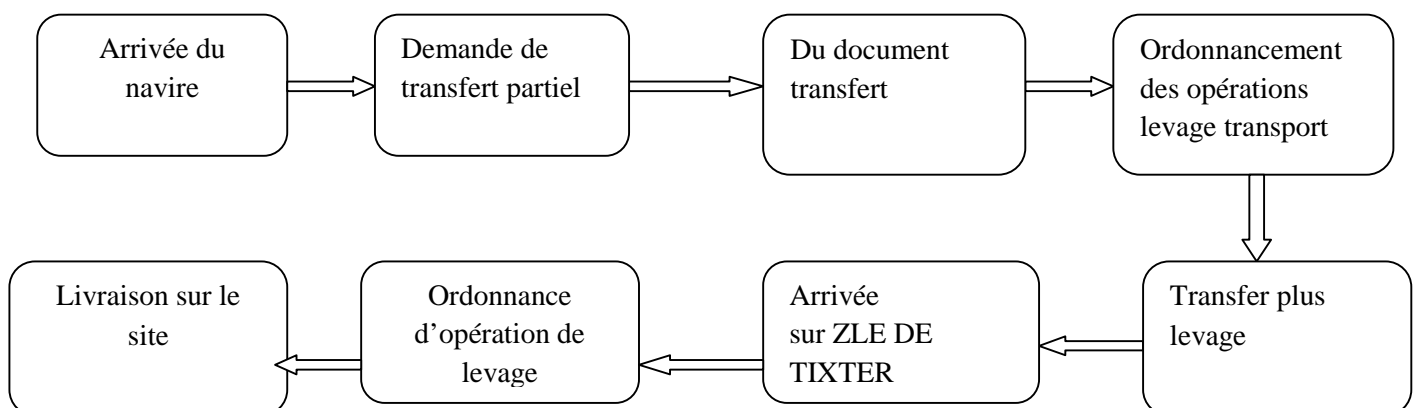 Arrivée du
navire
Demande de
transfert partiel
Du document
transfert
Ordonnancement
des opérations
levage transport
Transfer plus
levage
Arrivée
sur ZLE DE
TIXTER
Ordonnance
d’opération de
levage
Livraison sur le
site